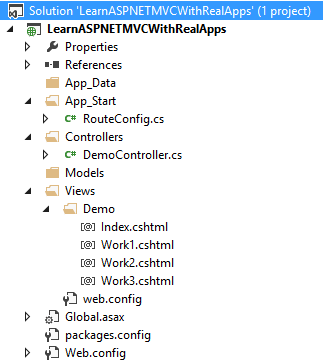 Solution 'LearnASPNETMVCWithRealApps' (1 project)
LearnASPNETMVCWithRealApps
Properties
References
App_Data
App_Start
C# RouteConfig.cs
Controllers
C# DemoController.cs
Models
Views
Demo
[@] Index.cshtml
[@] Work1.cshtml
[@] Work2.cshtml
[@] Work3.cshtml
web.config
Global.asax
packages.config
Web.config